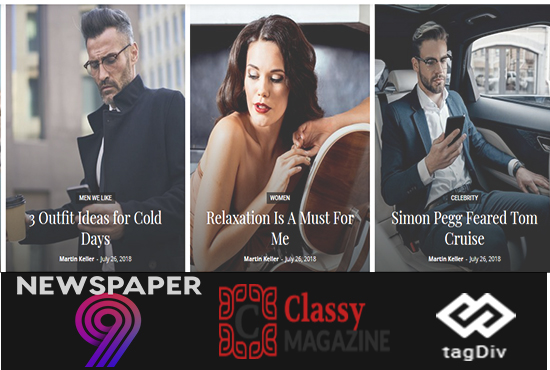 MEN WE LIKE
3 Outfit Ideas for Cold
Days
Martin Keller - July 26, 2018
WOMEN
Relaxation Is A Must For
Me
Martin Keller - July 26, 2018
CELEBRITY
Simon Pegg Feared Tom
Cruise
Martin Keller - July 26, 2018
NEWSPAPER
9
C
Classy
MAGAZINE
tagDiv